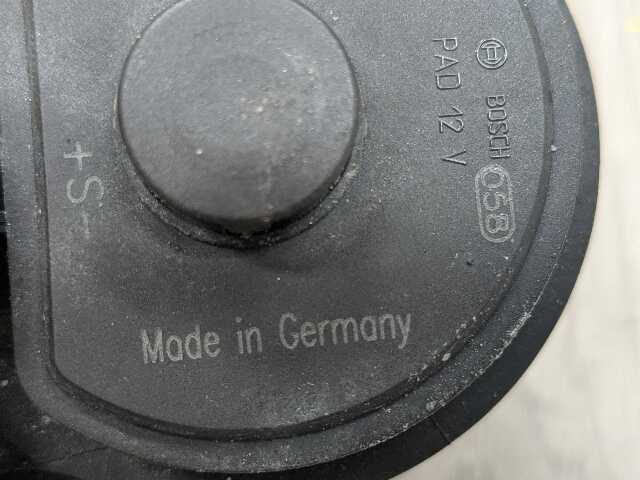 BOSCH 058
PAD 12 V
+S-
Made in Germany